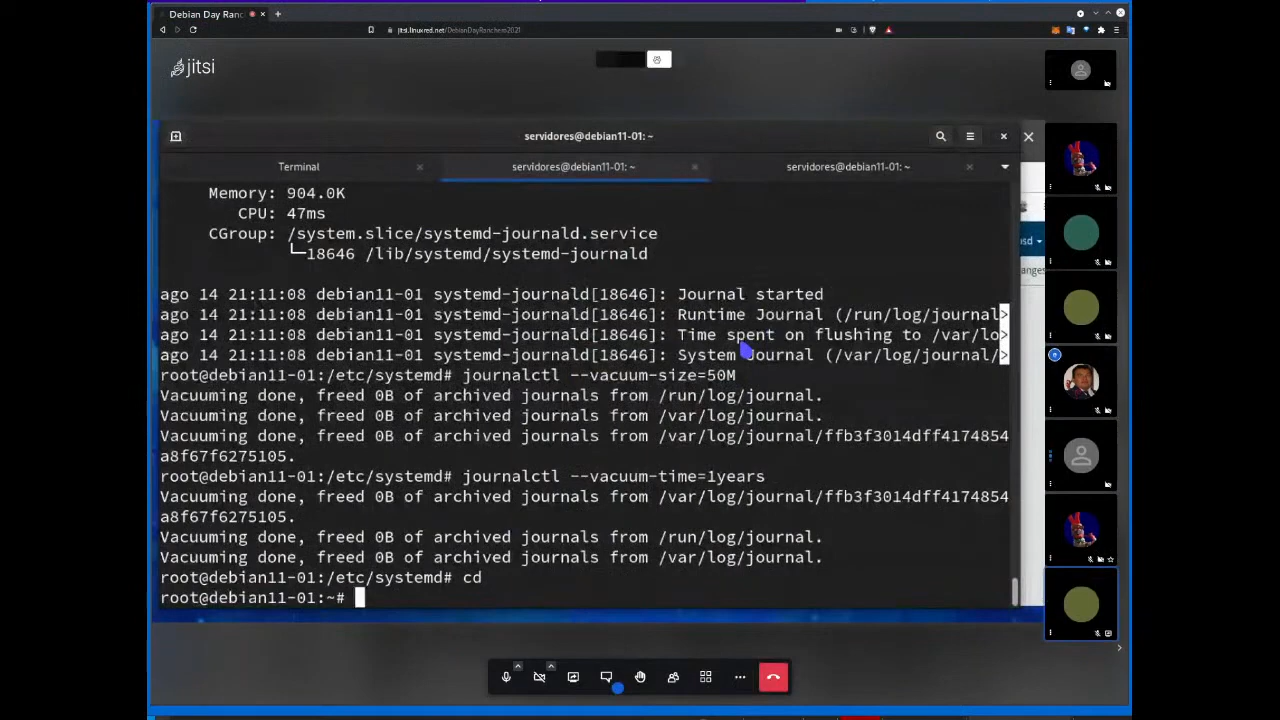 Debian Day Ranc
jitsi.linuxred.net/DebianDayRanchero2021
jitsi
servidores@debian11-01: ~
Terminal
servidores@debian11-01: ~
servidores@debian11-01: ~
Memory: 904.0K
CPU: 47ms
CGroup: /system.slice/systemd-journald.service
└─18646 /lib/systemd/systemd-journald
ago 14 21:11:08 debian11-01 systemd-journald[18646]: Journal started
ago 14 21:11:08 debian11-01 systemd-journald[18646]: Runtime Journal (/run/log/journal>
ago 14 21:11:08 debian11-01 systemd-journald[18646]: Time spent on flushing to /var/lo>
ago 14 21:11:08 debian11-01 systemd-journald[18646]: System Journal (/var/log/journal/>
root@debian11-01:/etc/systemd# journalctl --vacuum-size=50M
Vacuuming done, freed 0B of archived journals from /run/log/journal.
Vacuuming done, freed 0B of archived journals from /var/log/journal.
Vacuuming done, freed 0B of archived journals from /var/log/journal/ffb3f3014dff4174854
a8f67f6275105.
root@debian11-01:/etc/systemd# journalctl --vacuum-time=1years
Vacuuming done, freed 0B of archived journals from /var/log/journal/ffb3f3014dff4174854
a8f67f6275105.
Vacuuming done, freed 0B of archived journals from /run/log/journal.
Vacuuming done, freed 0B of archived journals from /var/log/journal.
root@debian11-01:/etc/systemd# cd
root@debian11-01:~#